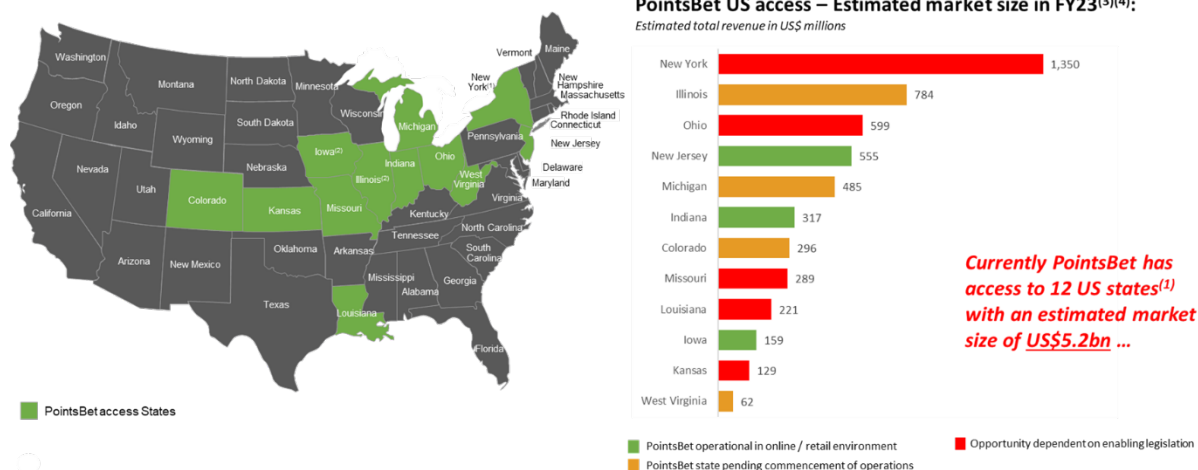 Washington
Oregon
California
Nevada
Idaho
Montana
Wyoming
Utah
Arizona
Colorado
New Mexico
North Dakota
South Dakota
Nebraska
Kansas
Oklahoma
Texas
Minnesota
Iowa(2)
Missouri
Arkansas
Louisiana
Wisconsin
Illinois(2)
Michigan
Indiana
Ohio
Kentucky
Tennessee
Mississippi
Alabama
Georgia
Florida
South
Carolina
North Carolina
Virginia
West
Virginia
Pennsylvania
New
York(1)
Vermont
Maine
New
Hampshire
Massachusetts
Rhode Island
Connecticut
New Jersey
Delaware
Maryland
PointsBet access States
PointsBet US access – Estimated market size in FY23(3)(4):
Estimated total revenue in US$ millions
New York 1,350
Illinois 784
Ohio 599
New Jersey 555
Michigan 485
Indiana 317
Colorado 296
Missouri 289
Louisiana 221
Iowa 159
Kansas 129
West Virginia 62
Currently PointsBet has
access to 12 US states(1)
with an estimated market
size of US$5.2bn ...
PointsBet operational in online / retail environment
Opportunity dependent on enabling legislation
PointsBet state pending commencement of operations